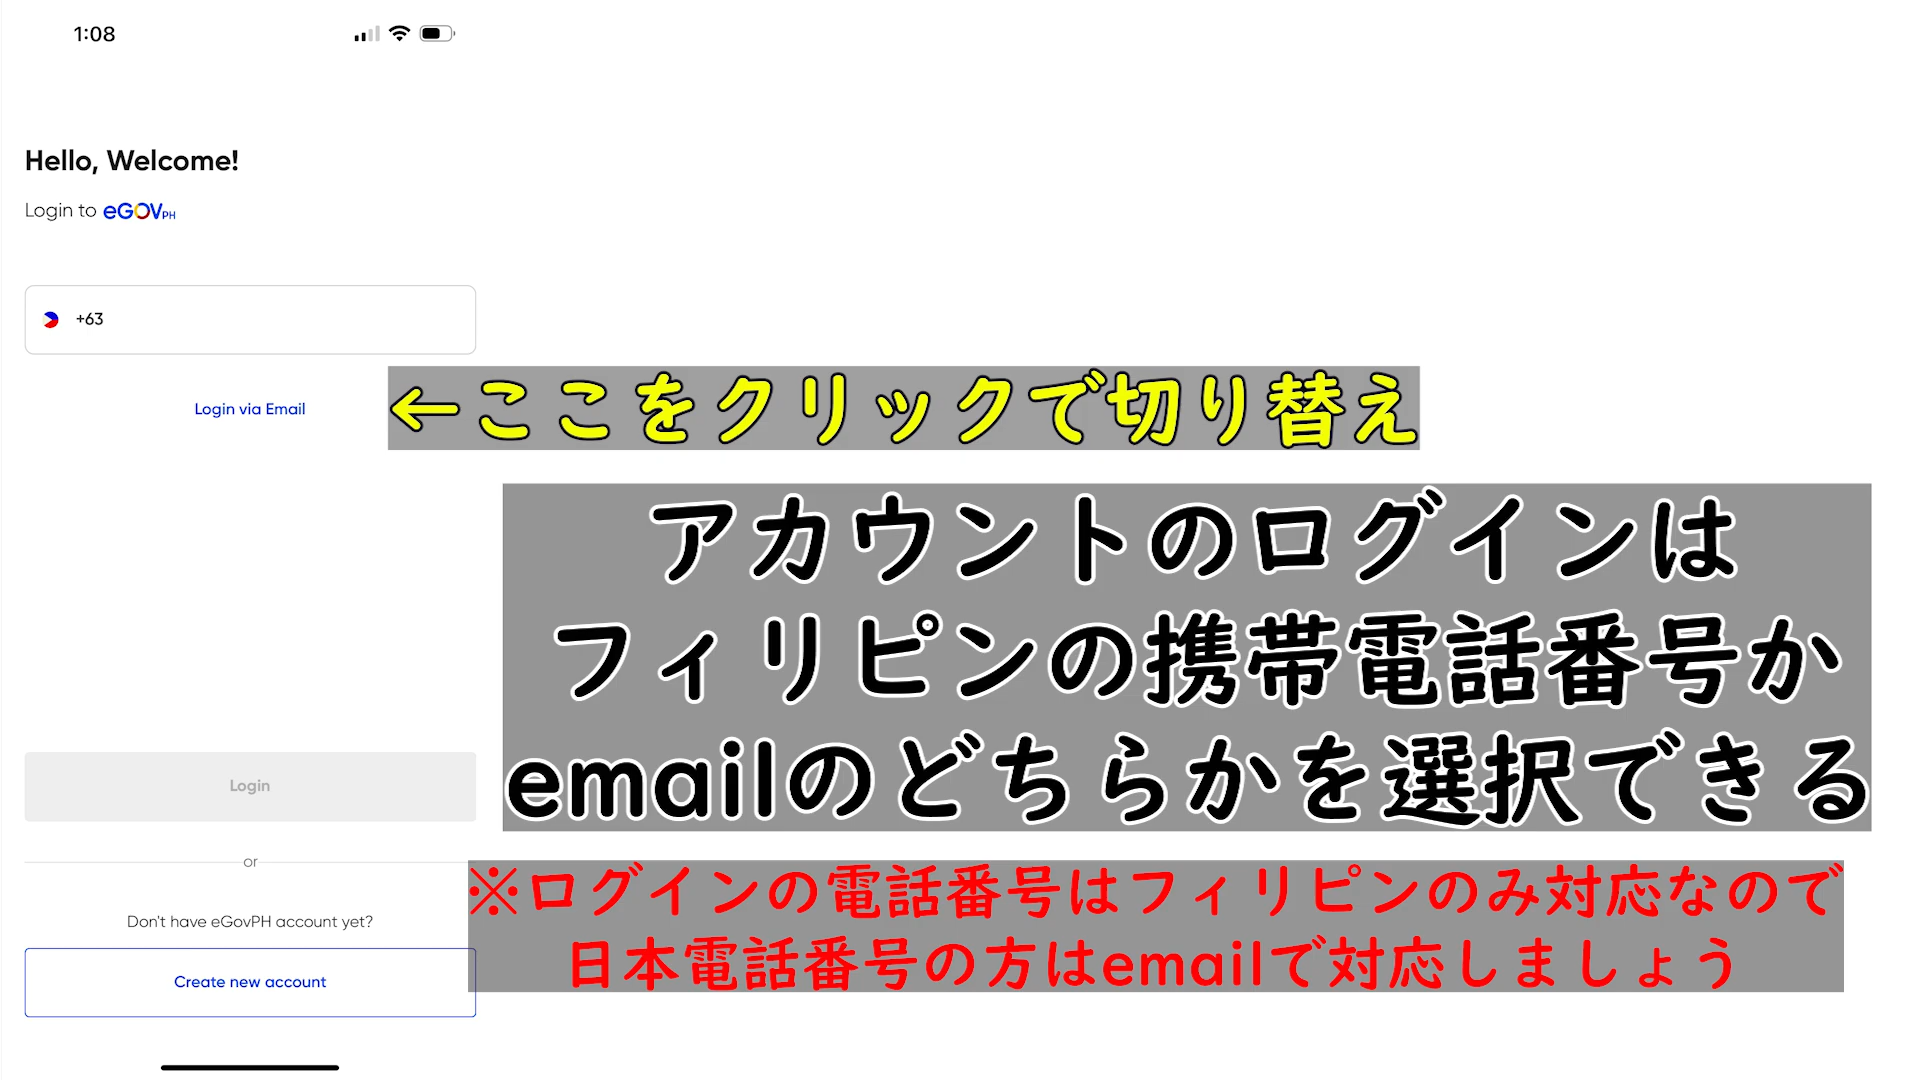 1:08
Hello, Welcome!
Login to eGOVPH
+63
Login via Email
←ここをクリックで切り替え
アカウントのログインは
フィリピンの携帯電話番号か
emailのどちらかを選択できる
Login
or
※ログインの電話番号はフィリピンのみ対応なので
日本電話番号の方はemailで対応しましょう
Don't have eGovPH account yet?
Create new account